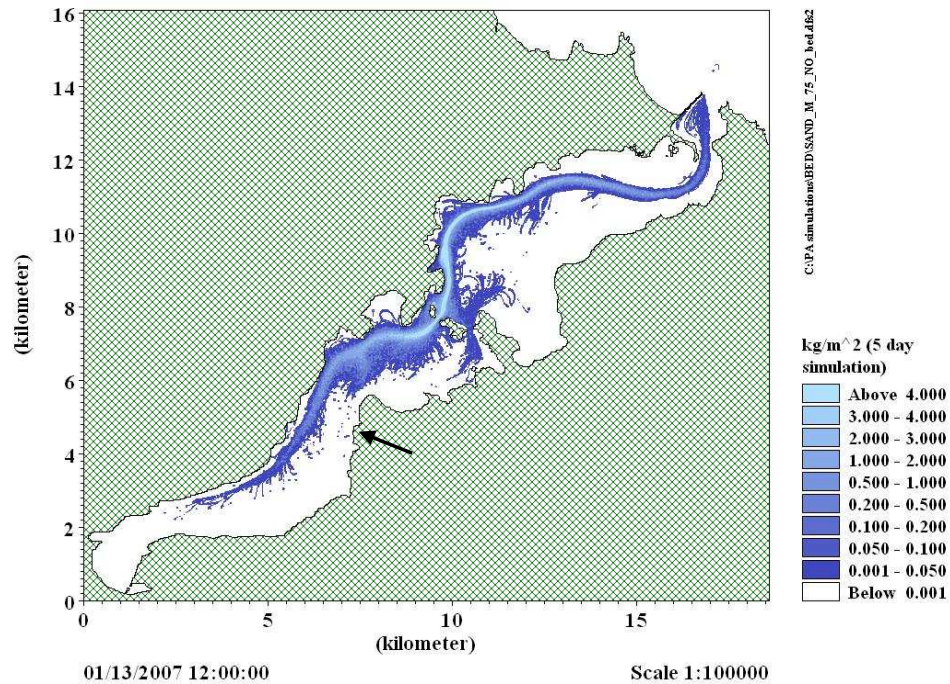 16
14
12
10
8
6
4
2
0
(kilometer)
0
5
10
15
(kilometer)
01/13/2007 12:00:00
Scale 1:100000
C:\PA simulations\BED\SAND_M_75_NO_bed.dfs2
kg/m^2 (5 day
simulation)
Above 4.000
3.000 - 4.000
2.000 - 3.000
1.000 - 2.000
0.500 - 1.000
0.200 - 0.500
0.100 - 0.200
0.050 - 0.100
0.001 - 0.050
Below 0.001